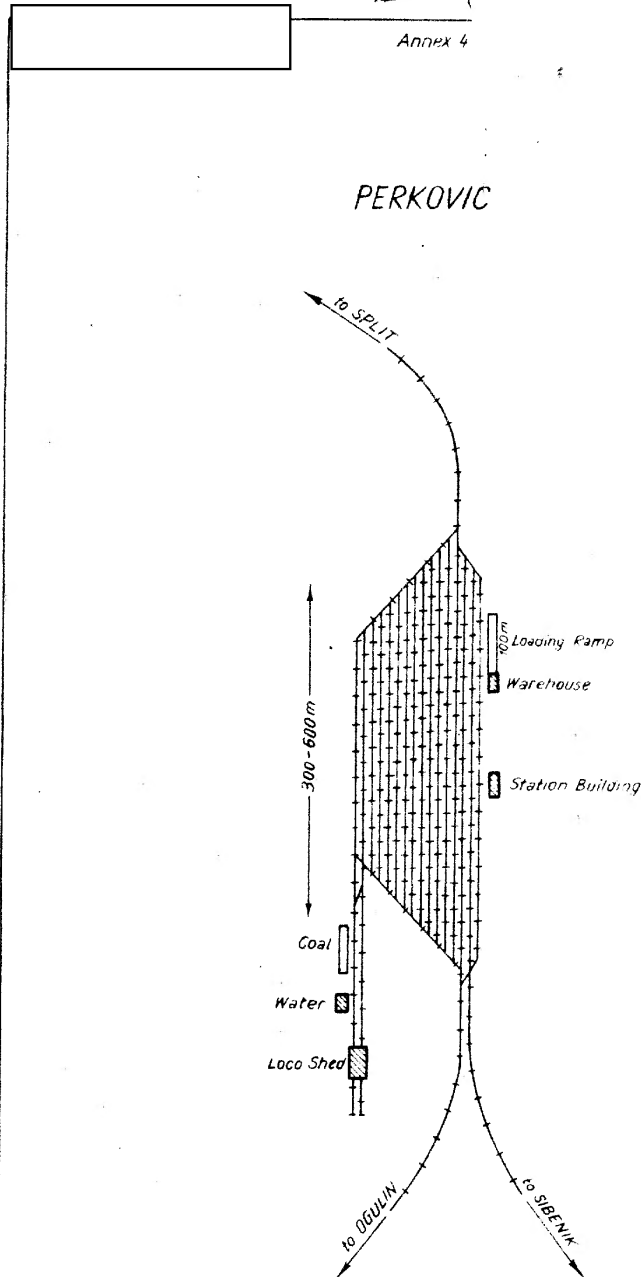 Annex 4
PERKOVIC
to SPLIT
100m
Loading Ramp
Warehouse
300-600m
Station Building
Coal
Water
Loco Shed
to OGULIN
to SIBENIK